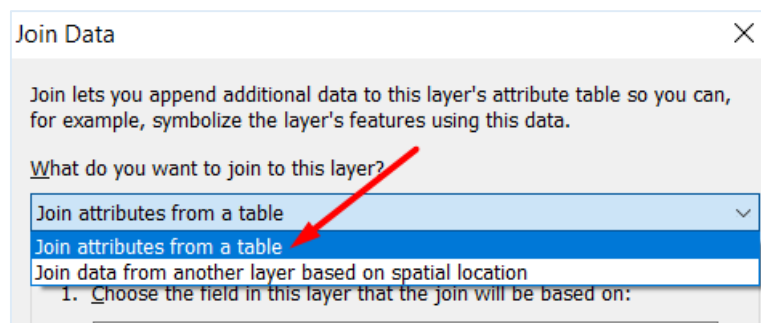 Join Data
Join lets you append additional data to this layer's attribute table so you can,
for example, symbolize the layer's features using this data.
What do you want to join to this layer?
Join attributes from a table
Join attributes from a table
Join data from another layer based on spatial location
1. Choose the field in this layer that the join will be based on: